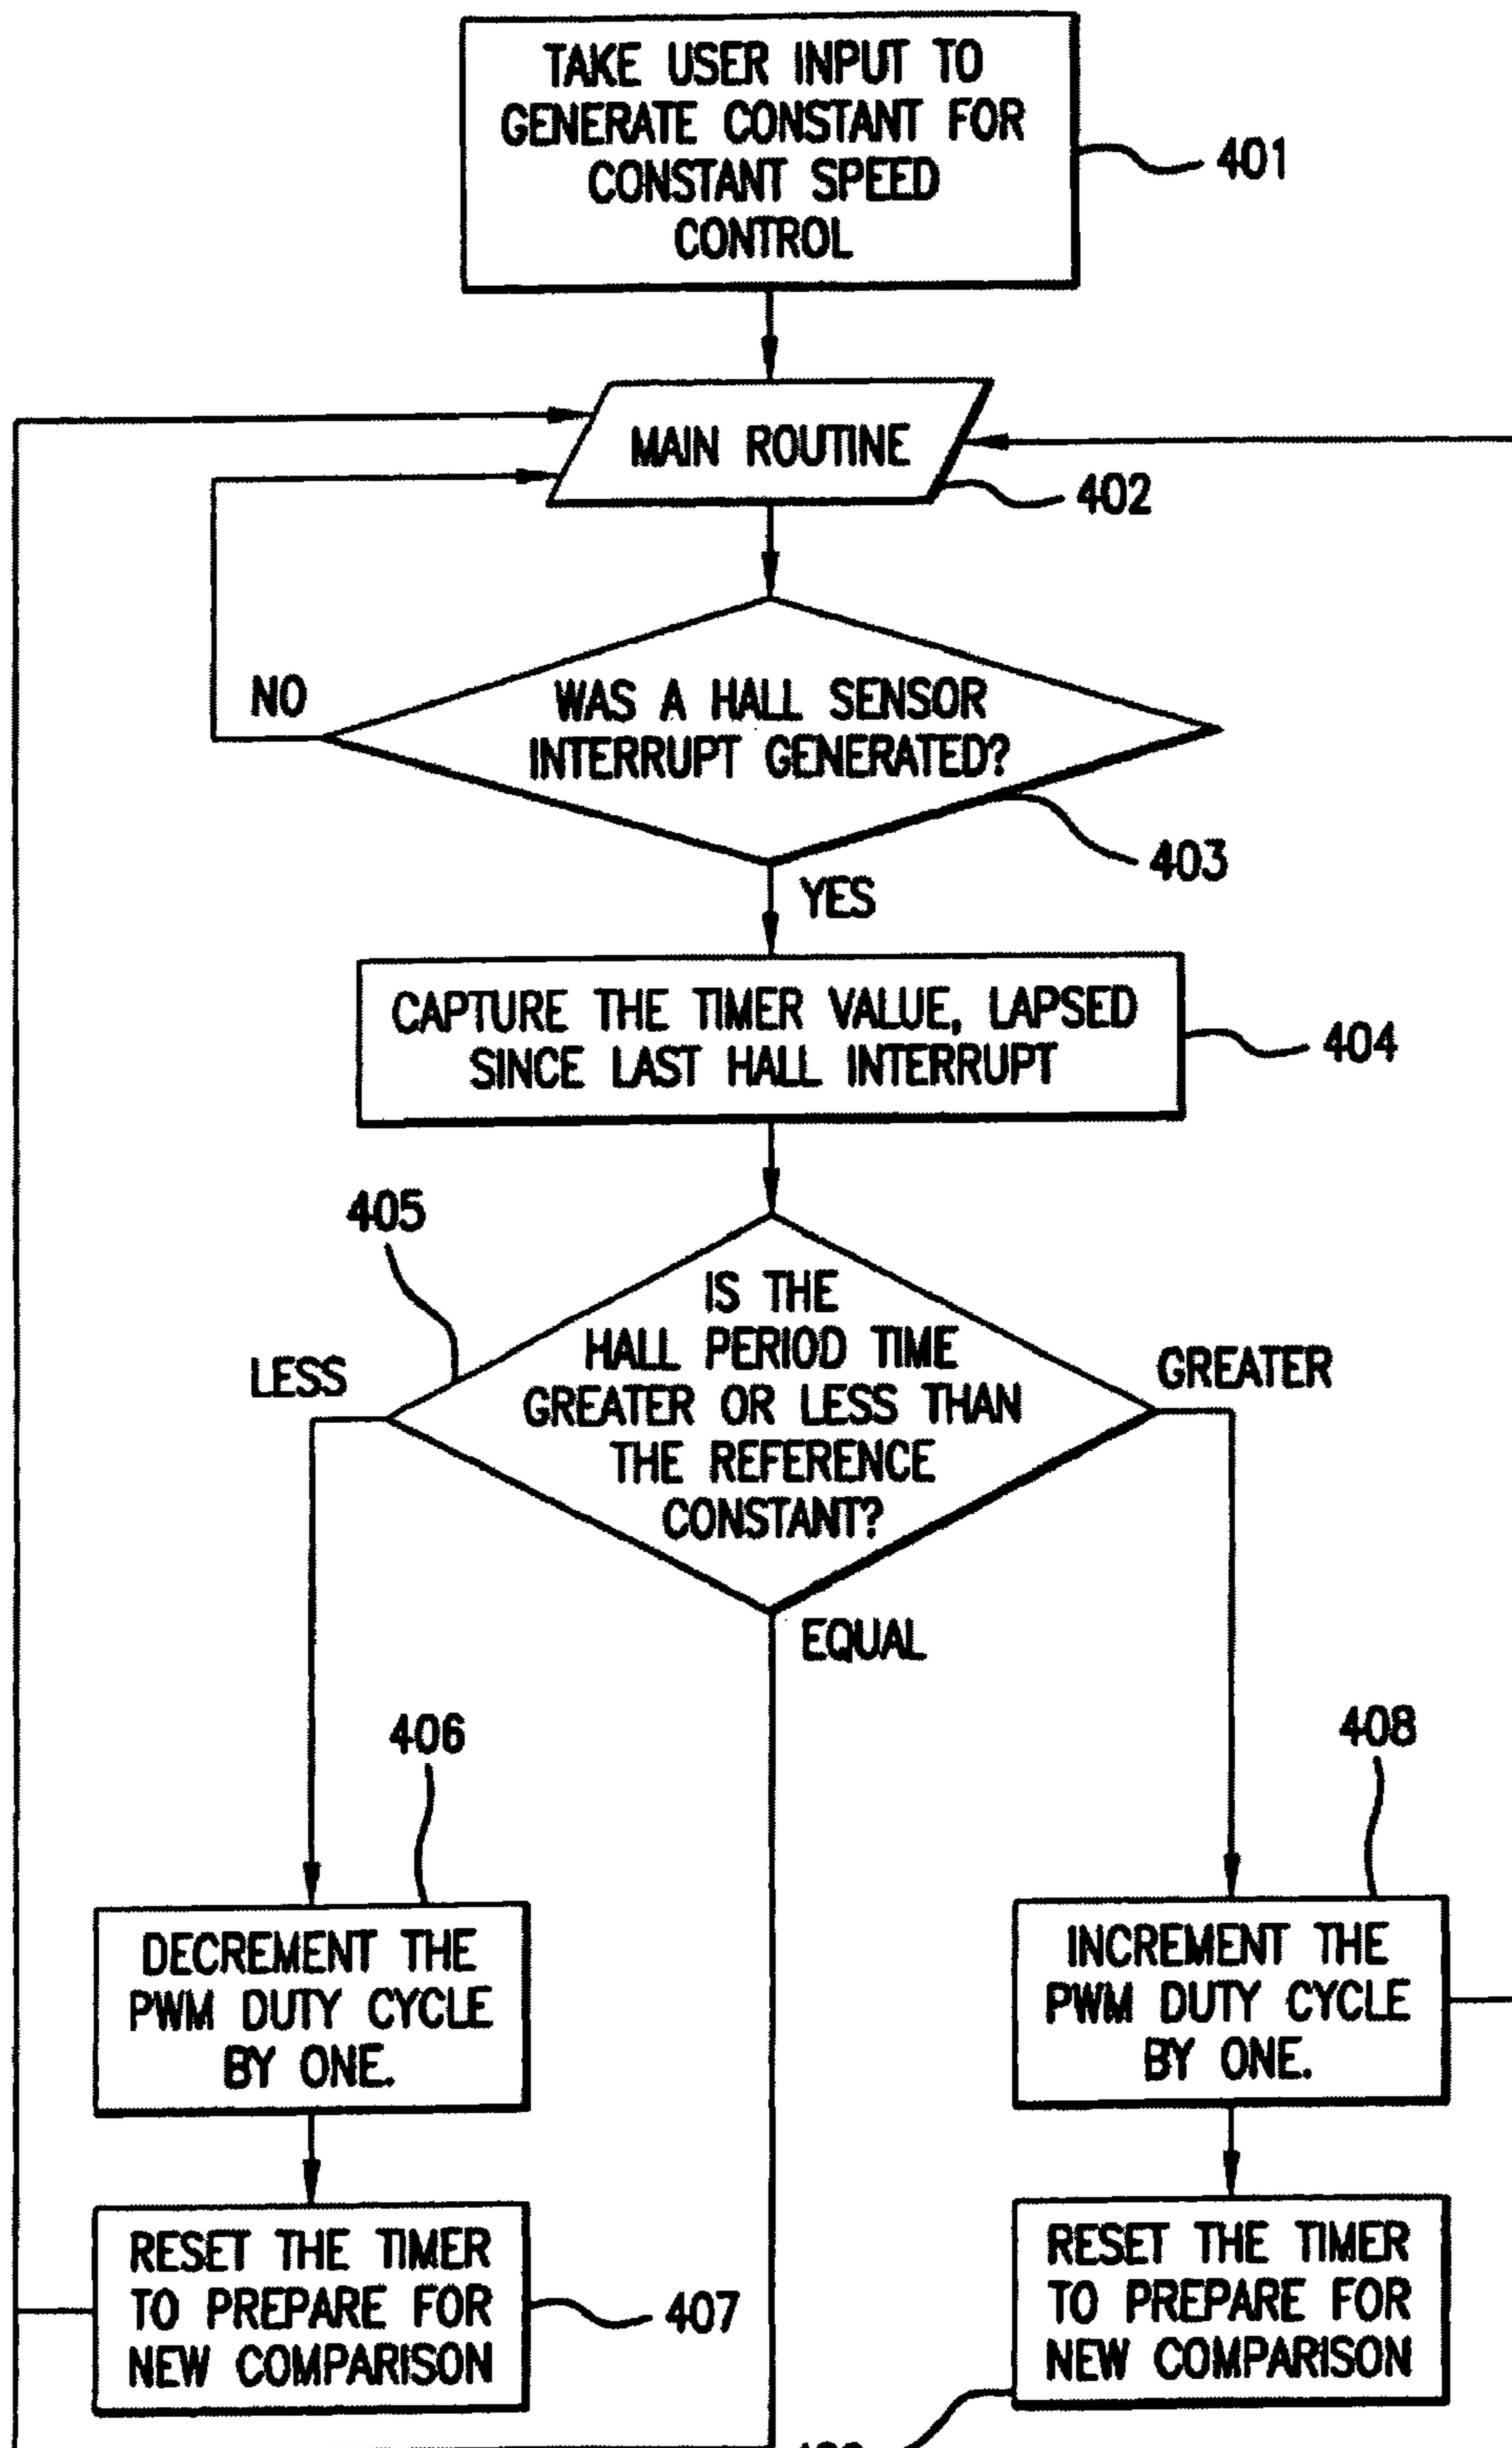 TAKE USER INPUT TO
GENERATE CONSTANT FOR
CONSTANT SPEED
CONTROL
401
MAIN ROUTINE
402
NO
WAS A HALL SENSOR
INTERRUPT GENERATED?
403
YES
CAPTURE THE TIMER VALUE, LAPSED
SINCE LAST HALL INTERRUPT
404
405
IS THE
HALL PERIOD TIME
GREATER OR LESS THAN
THE REFERENCE
CONSTANT?
LESS
GREATER
EQUAL
406
408
DECREMENT THE
PWM DUTY CYCLE
BY ONE.
INCREMENT THE
PWM DUTY CYCLE
BY ONE.
RESET THE TIMER
TO PREPARE FOR
NEW COMPARISON
407
RESET THE TIMER
TO PREPARE FOR
NEW COMPARISON